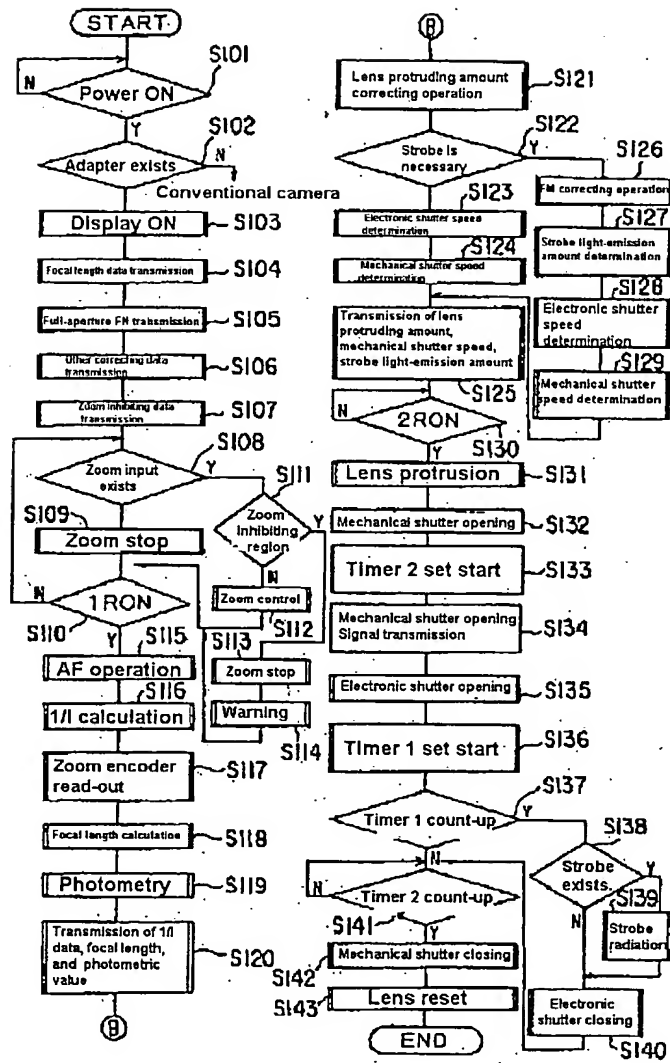 START
S101
N
Power ON
Y
S102
Adapter exists
N
Conventional camera
Y
Display ON
S103
Focal length data transmission
S104
Full-aperture FN transmission
S105
Other correcting data
transmission
S106
Zoom inhibiting data
transmission
S107
S108
Zoom input
exists
Y
S111
S109
Zoom
inhibiting
region
Y
Zoom stop
N
N
1 RON
Zoom control
S110
S112
Y
S115
S113
AF operation
Zoom stop
S116
1/l calculation
Warning
S114
Zoom encoder
read-out
S117
Focal length calculation
S118
Photometry
S119
Transmission of 1/l
data, focal length,
and photometric
value
S120
B
B
Lens protruding amount
correcting operation
S121
S122
Strobe is
necessary
Y
S126
S123
FM correcting operation
Electronic shutter speed
determination
S127
S124
Strobe light-emission
amount determination
Mechanical shutter speed
determination
S128
Transmission of lens
protruding amount,
mechanical shutter speed,
strobe light-emission amount
Electronic shutter
speed
determination
S129
S125
Mechanical shutter
speed determination
N
2RON
S130
Y
Lens protrusion
S131
Mechanical shutter opening
S132
Timer 2 set start
S133
Mechanical shutter opening
Signal transmission
S134
Electronic shutter opening
S135
Timer 1 set start
S136
S137
Timer 1 count-up
Y
S138
N
Strobe
exists.
Y
S139
N
Timer 2 count-up
N
Strobe
radiation
S141
Y
Mechanical shutter closing
S142
Electronic
shutter closing
Lens reset
S143
S140
END